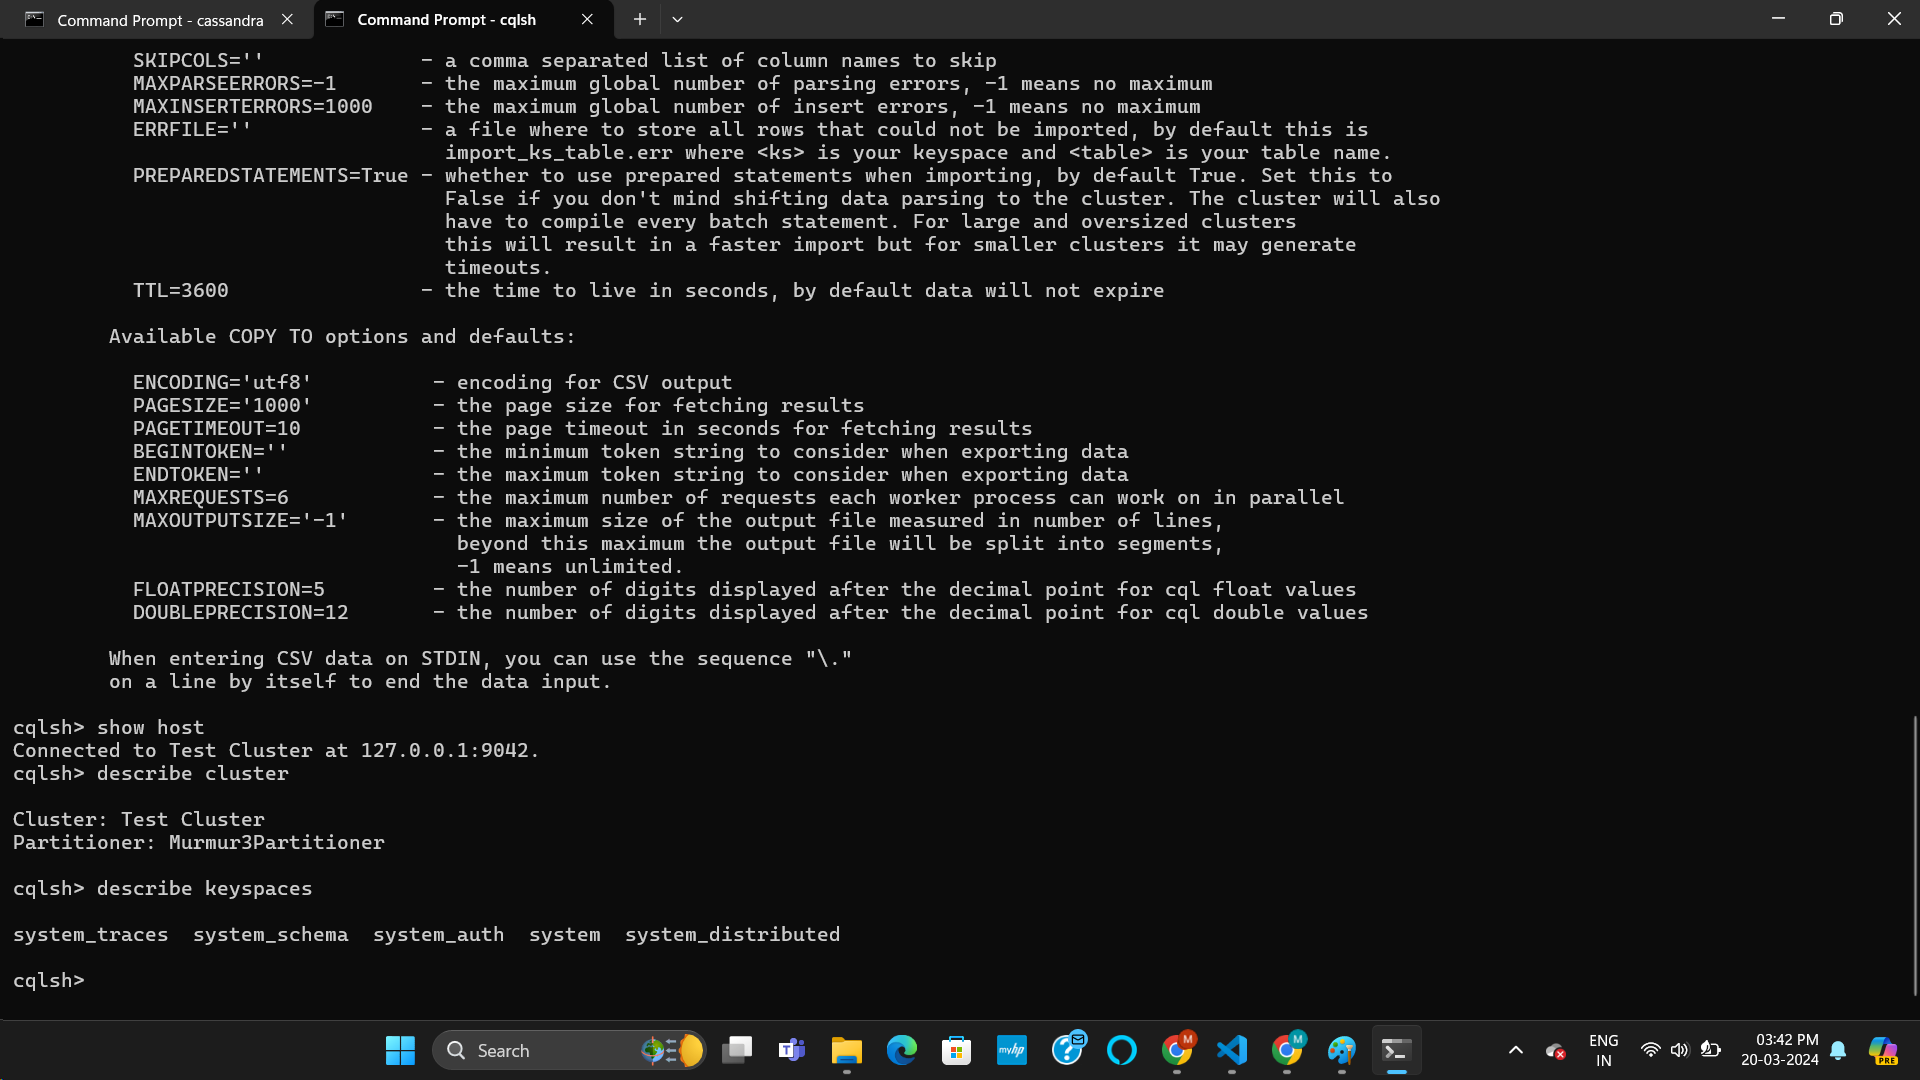 Command Prompt - cassandra
Command Prompt - cqlsh
SKIPCOLS='' - a comma separated list of column names to skip
MAXPARSEERRORS=-1 - the maximum global number of parsing errors, -1 means no maximum
MAXINSERTERRORS=1000 - the maximum global number of insert errors, -1 means no maximum
ERRFILE='' - a file where to store all rows that could not be imported, by default this is
import_ks_table.err where <ks> is your keyspace and <table> is your table name.
PREPAREDSTATEMENTS=True - whether to use prepared statements when importing, by default True. Set this to
False if you don't mind shifting data parsing to the cluster. The cluster will also
have to compile every batch statement. For large and oversized clusters
this will result in a faster import but for smaller clusters it may generate
timeouts.
TTL=3600 - the time to live in seconds, by default data will not expire
Available COPY TO options and defaults:
ENCODING='utf8' - encoding for CSV output
PAGESIZE='1000' - the page size for fetching results
PAGETIMEOUT=10 - the page timeout in seconds for fetching results
BEGINTOKEN='' - the minimum token string to consider when exporting data
ENDTOKEN='' - the maximum token string to consider when exporting data
MAXREQUESTS=6 - the maximum number of requests each worker process can work on in parallel
MAXOUTPUTSIZE='-1' - the maximum size of the output file measured in number of lines,
beyond this maximum the output file will be split into segments,
-1 means unlimited.
FLOATPRECISION=5 - the number of digits displayed after the decimal point for cql float values
DOUBLEPRECISION=12 - the number of digits displayed after the decimal point for cql double values
When entering CSV data on STDIN, you can use the sequence "\."
on a line by itself to end the data input.
cqlsh> show host
Connected to Test Cluster at 127.0.0.1:9042.
cqlsh> describe cluster
Cluster: Test Cluster
Partitioner: Murmur3Partitioner
cqlsh> describe keyspaces
system_traces system_schema system_auth system system_distributed
cqlsh>
Search
myhp
M
M
ENG
IN
03:42 PM
20-03-2024
PRE